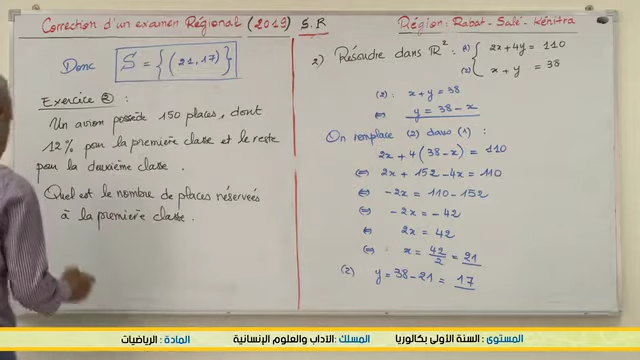 Correction d'un examen Régional (2019) S.R
Région: Rabat-Salé-Kénitra
Donc S = {(21,17)}
Exercice ② :
Un avion possède 150 places, dont
12% pour la première classe et le reste
pour la deuxième classe.
Quel est le nombre de places réservées
à la première classe.
2) Résoudre dans ℝ² : { (1) 2x+4y = 110
(2) x+y = 38
(2): x+y = 38
y = 38-x
On remplace (2) dans (1) :
2x+4(38-x) = 110
⇔ 2x + 152 - 4x = 110
⇔ -2x = 110-152
⇔ -2x = -42
⇔ 2x = 42
⇔ x = 42/2 = 21
(2) y = 38-21 = 17
المستوى : السنة الأولى بكالوريا المسلك : الآداب والعلوم الإنسانية المادة : الرياضيات